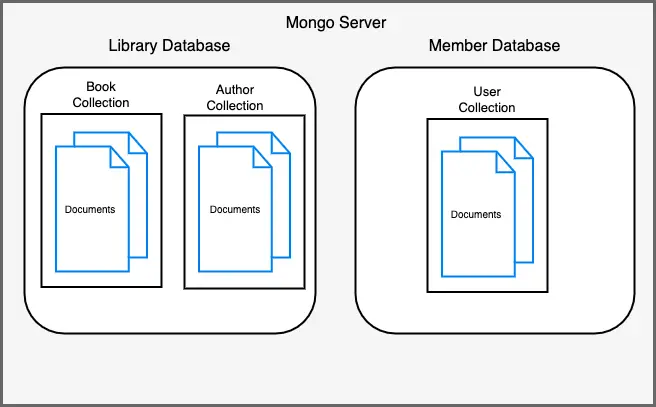 Mongo Server
Library Database
Member Database
Book
Collection
Author
Collection
User
Collection
Documents
Documents
Documents